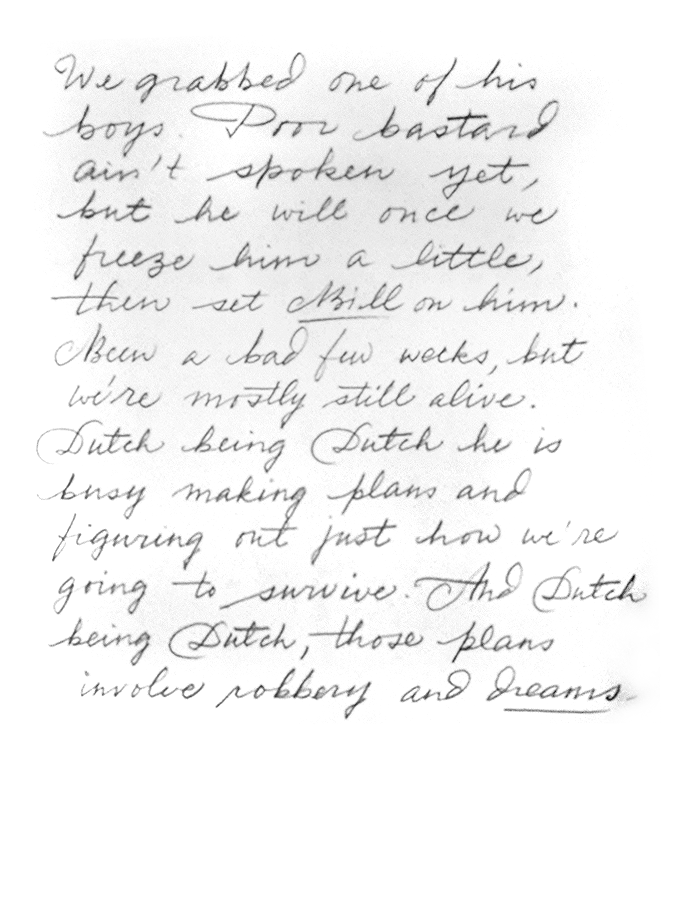 We grabbed one of his
boys. Poor bastard
ain't spoken yet,
but he will once we
freeze him a little,
then set Bill on him.
Been a bad few weeks, but
we're mostly still alive.
Dutch being Dutch he is
busy making plans and
figuring out just how we're
going to survive. And Dutch
being Dutch, those plans
involve robbery and dreams.